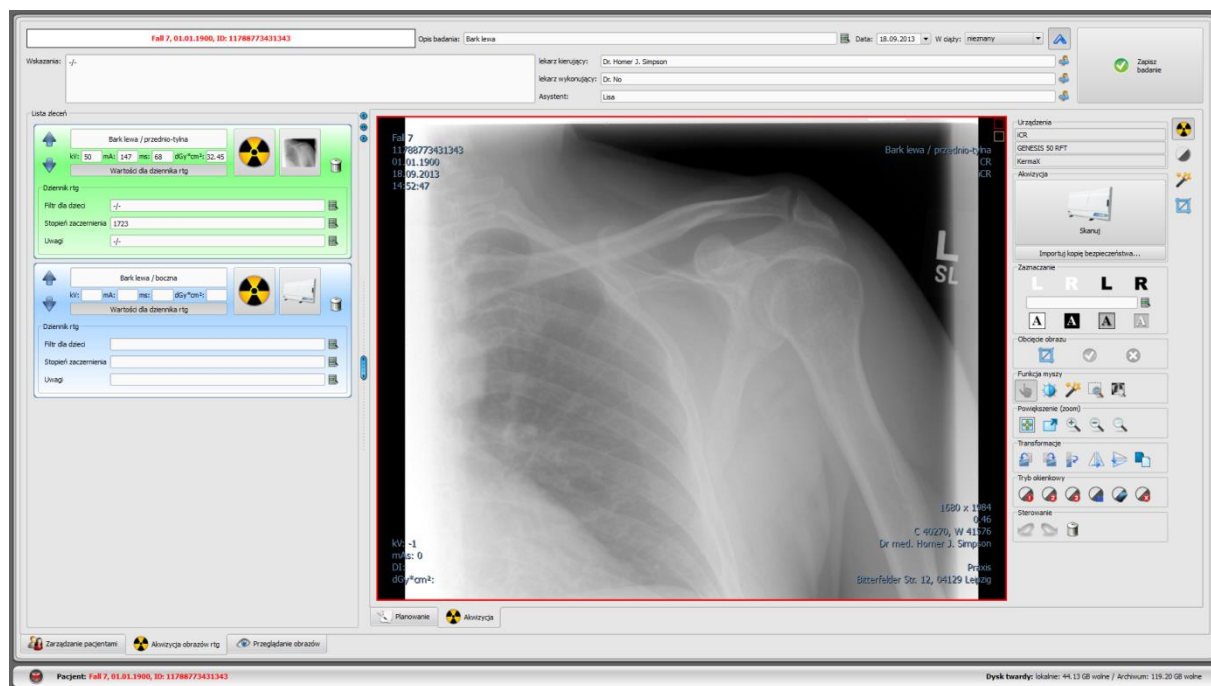 Fall 7, 01.01.1900, ID: 11788773431343
Opis badania: Bark lewa
Data: 18.09.2013 W ciąży: nieznany
Zapisz badanie
Wskazania: -/-
lekarz kierujący: Dr. Homer J. Simpson
lekarz wykonujący: Dr. No
Asystent: Lisa
Lista zleceń
Bark lewa / przednio-tylna
kV: 50 mA: 147 ms: 68 dGy*cm²: 32.45
Wartości dla dziennika rtg
Dziennik rtg
Filtr dla dzieci -/-
Stopień zaczernienia 1723
Uwagi -/-
Bark lewa / boczna
kV: mA: ms: dGy*cm²:
Wartości dla dziennika rtg
Dziennik rtg
Filtr dla dzieci
Stopień zaczernienia
Uwagi
Fall 7
11788773431343
01.01.1900
18.09.2013
14:52:47
Bark lewa / przednio-tylna
CR
iCR
L
SL
kV: -1
mAs: 0
DI:
dGy*cm²:
1680 x 1984
0.46
C 40270, W 41576
Dr med. Homer J. Simpson
Praxis
Bitterfelder Str. 12, 04129 Leipzig
Urządzenia
iCR
GENESIS 50 RPT
KermaX
Akwizycja
Skanuj
Importuj kopię bezpieczeństwa...
Zaznaczanie
L R L R
A A A A
Obcięcie obrazu
Funkcja myszy
Powiększenie (zoom)
Transformacje
Tryb okienkowy
Sterowanie
Planowanie Akwizycja
Zarządzanie pacjentami Akwizycja obrazów rtg Przeglądanie obrazów
Pacjent: Fall 7, 01.01.1900, ID: 11788773431343
Dysk twardy: lokalnie: 44.13 GB wolne / Archiwum: 119.20 GB wolne